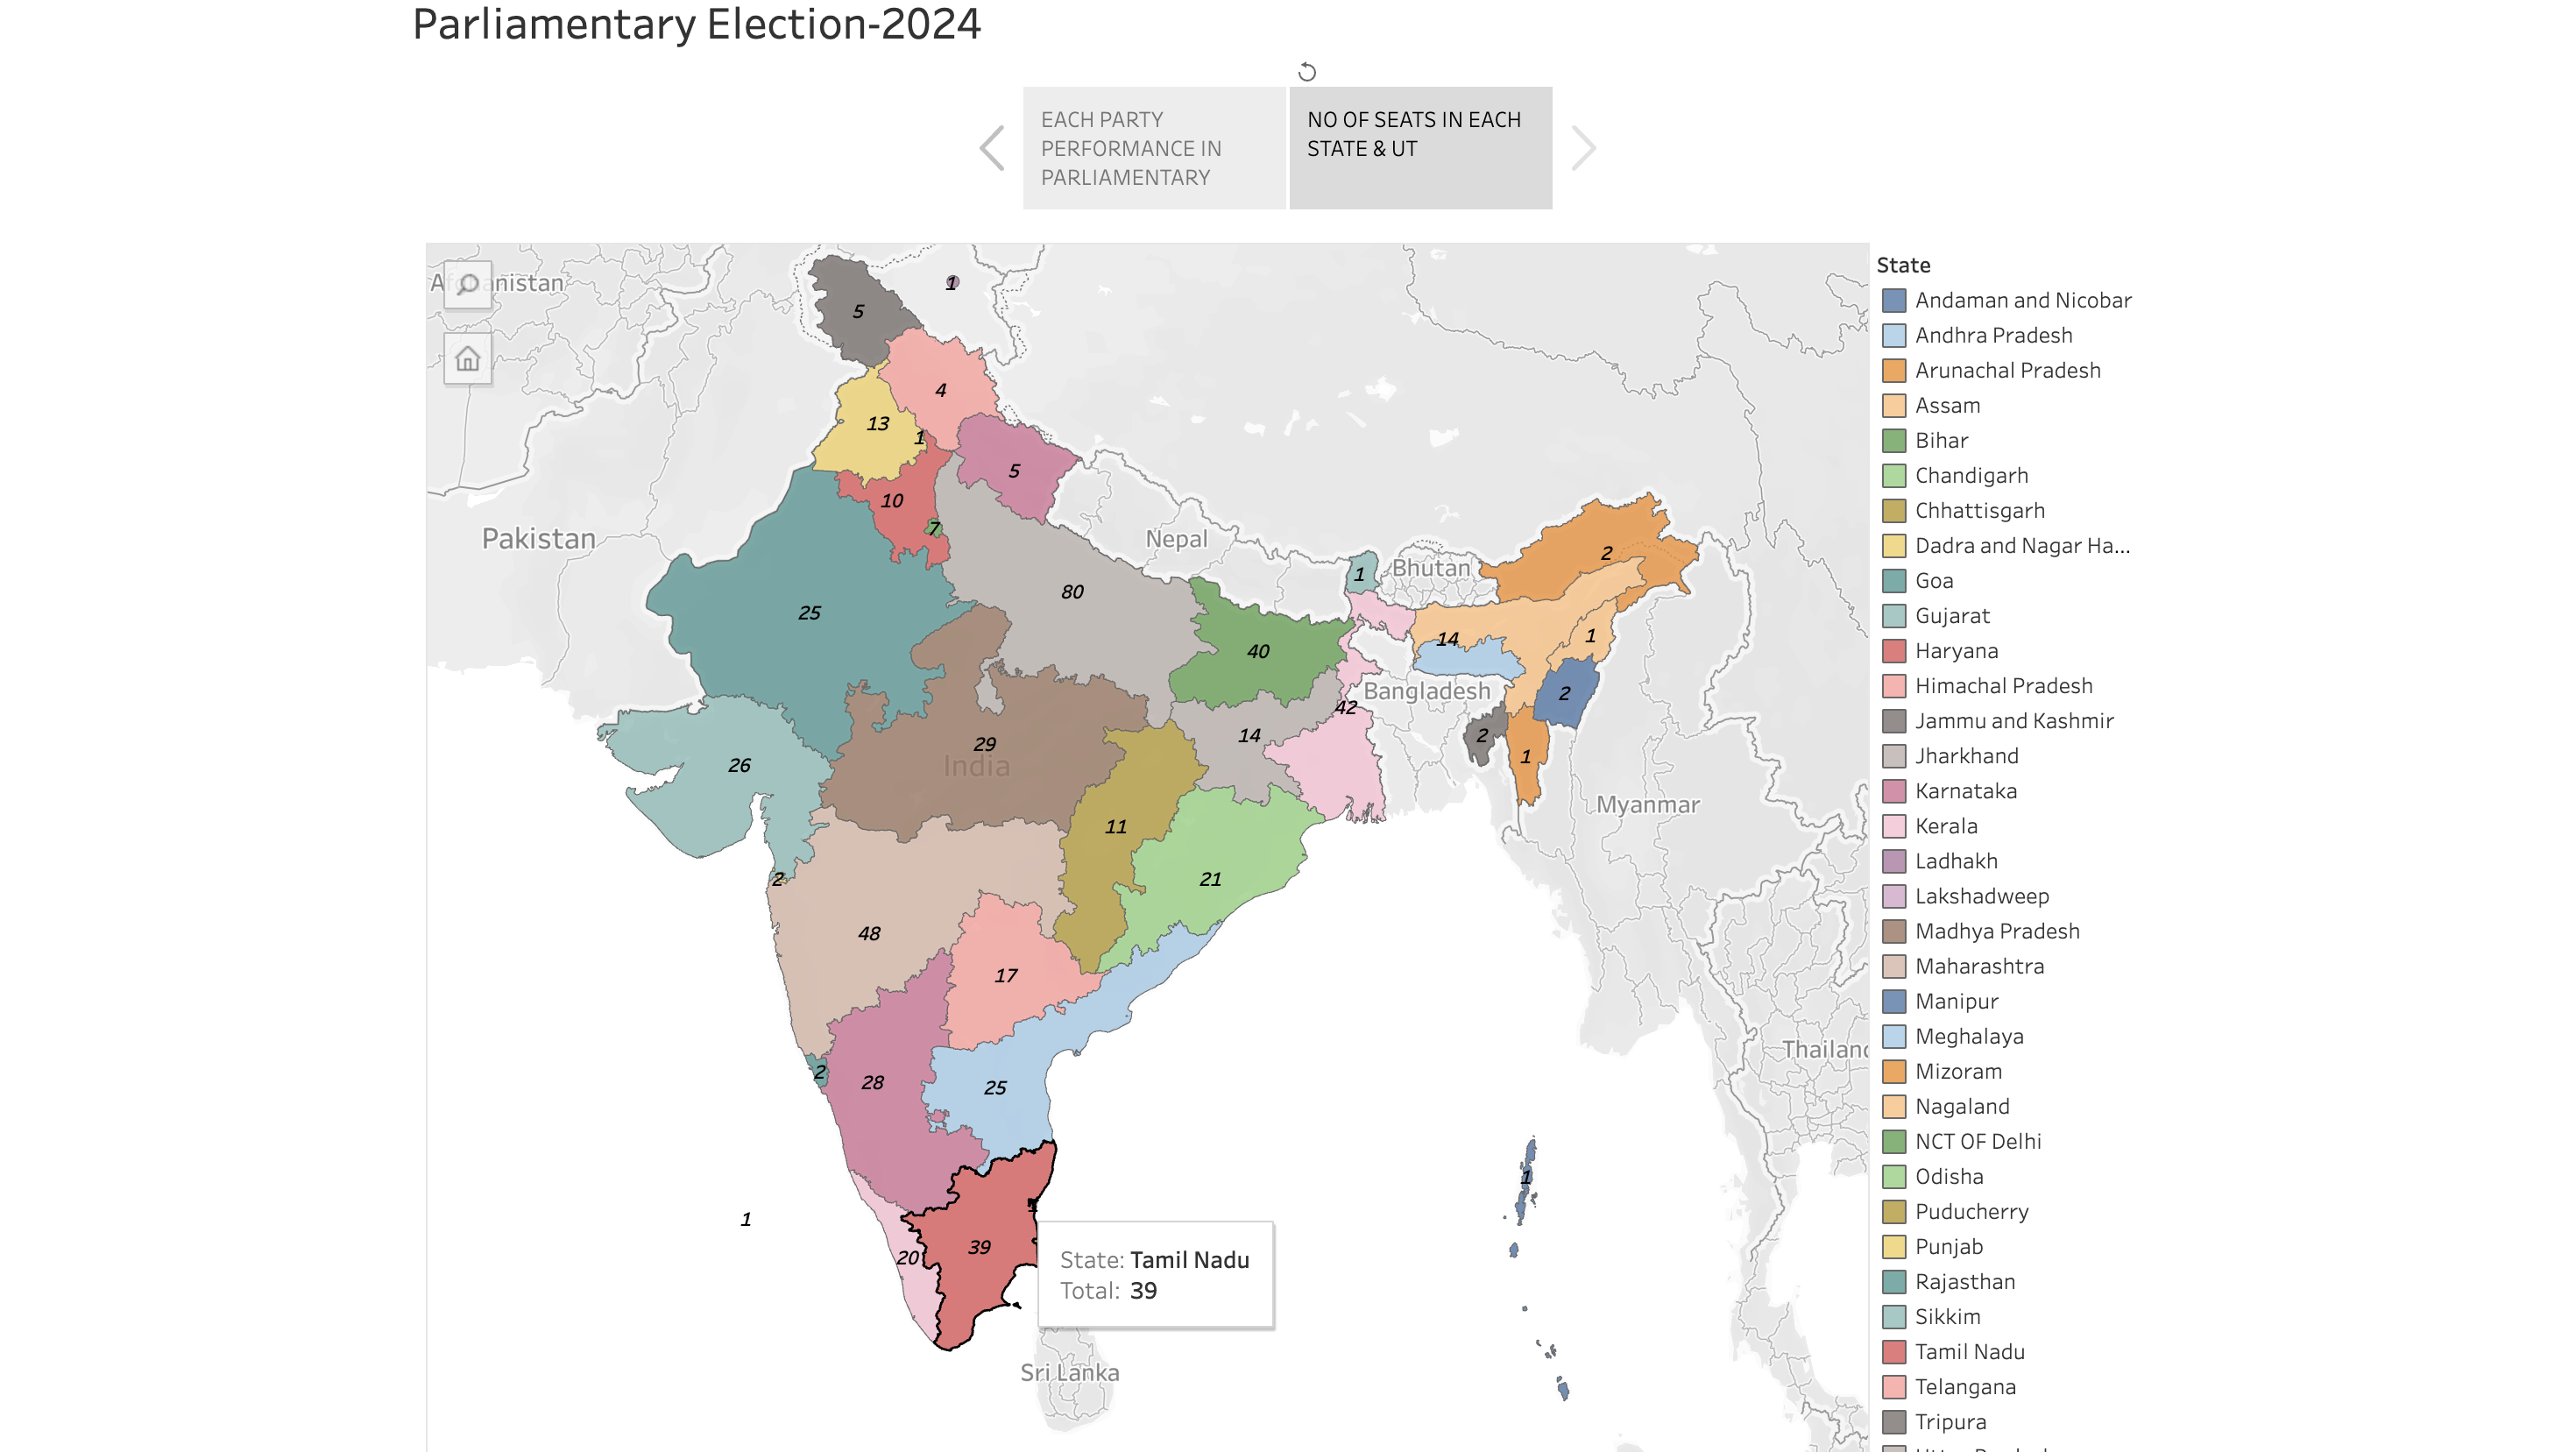 Parliamentary Election-2024
EACH PARTY
PERFORMANCE IN
PARLIAMENTARY
NO OF SEATS IN EACH
STATE & UT
Afghanistan
1
5
4
13
1
5
10
7
Pakistan
Nepal
2
Bhutan
1
80
25
14
1
40
Bangladesh
2
42
14
2
29
1
India
26
Myanmar
11
2
21
48
17
Thailand
2
28
25
1
1
1
39
20
State: Tamil Nadu
Total: 39
Sri Lanka
State
Andaman and Nicobar
Andhra Pradesh
Arunachal Pradesh
Assam
Bihar
Chandigarh
Chhattisgarh
Dadra and Nagar Ha...
Goa
Gujarat
Haryana
Himachal Pradesh
Jammu and Kashmir
Jharkhand
Karnataka
Kerala
Ladhakh
Lakshadweep
Madhya Pradesh
Maharashtra
Manipur
Meghalaya
Mizoram
Nagaland
NCT OF Delhi
Odisha
Puducherry
Punjab
Rajasthan
Sikkim
Tamil Nadu
Telangana
Tripura